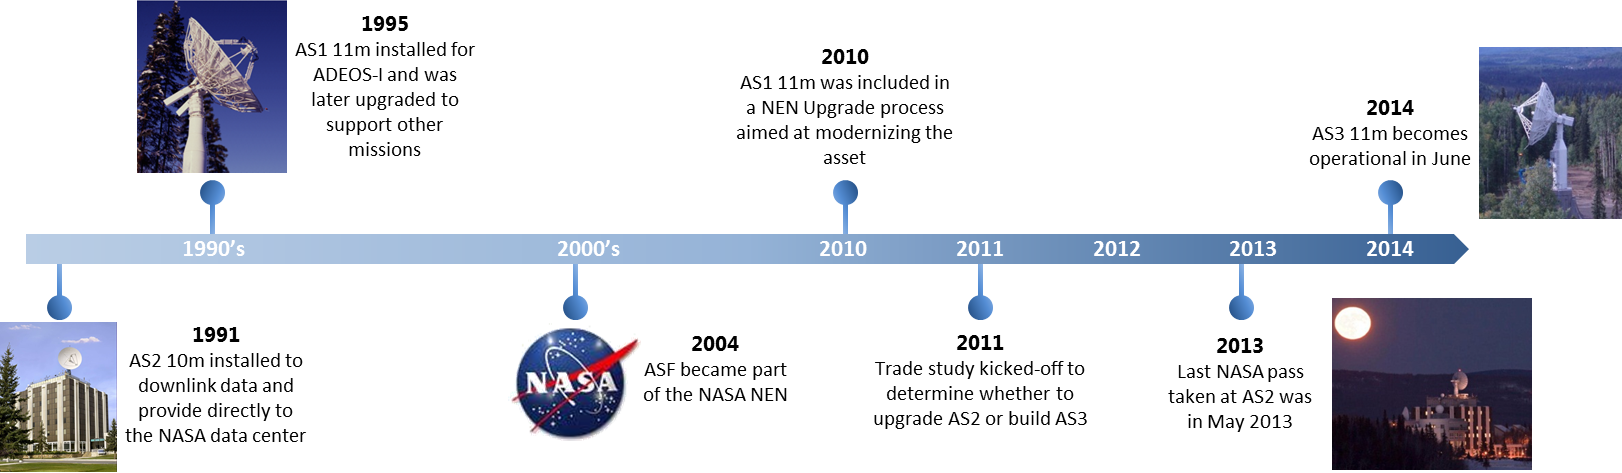 1995
AS1 11m installed for
ADEOS-I and was
later upgraded to
support other
missions
2010
AS1 11m was included in
a NEN Upgrade process
aimed at modernizing the
asset
2014
AS3 11m becomes
operational in June
1990’s
2000’s
2010
2011
2012
2013
2014
1991
AS2 10m installed to
downlink data and
provide directly to
the NASA data center
NASA
2004
ASF became part
of the NASA NEN
2011
Trade study kicked-off to
determine whether to
upgrade AS2 or build AS3
2013
Last NASA pass
taken at AS2 was
in May 2013